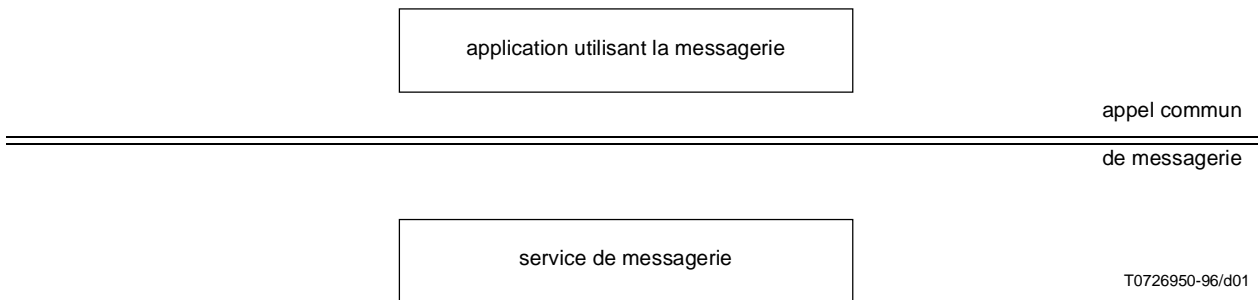 application utilisant la messagerie
appel commun
de messagerie
service de messagerie
T0726950-96/d01